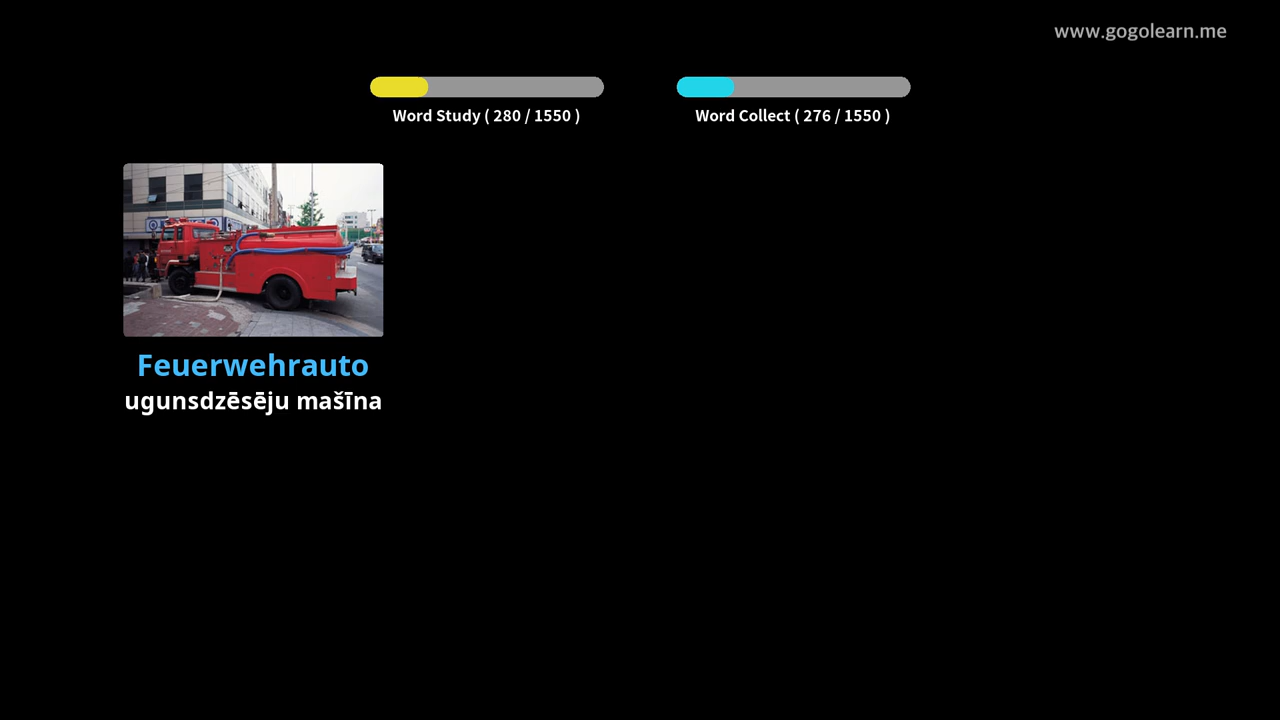 www.gogolearn.me
Word Study ( 280 / 1550 )
Word Collect ( 276 / 1550 )
Feuerwehrauto
ugunsdzēsēju mašīna